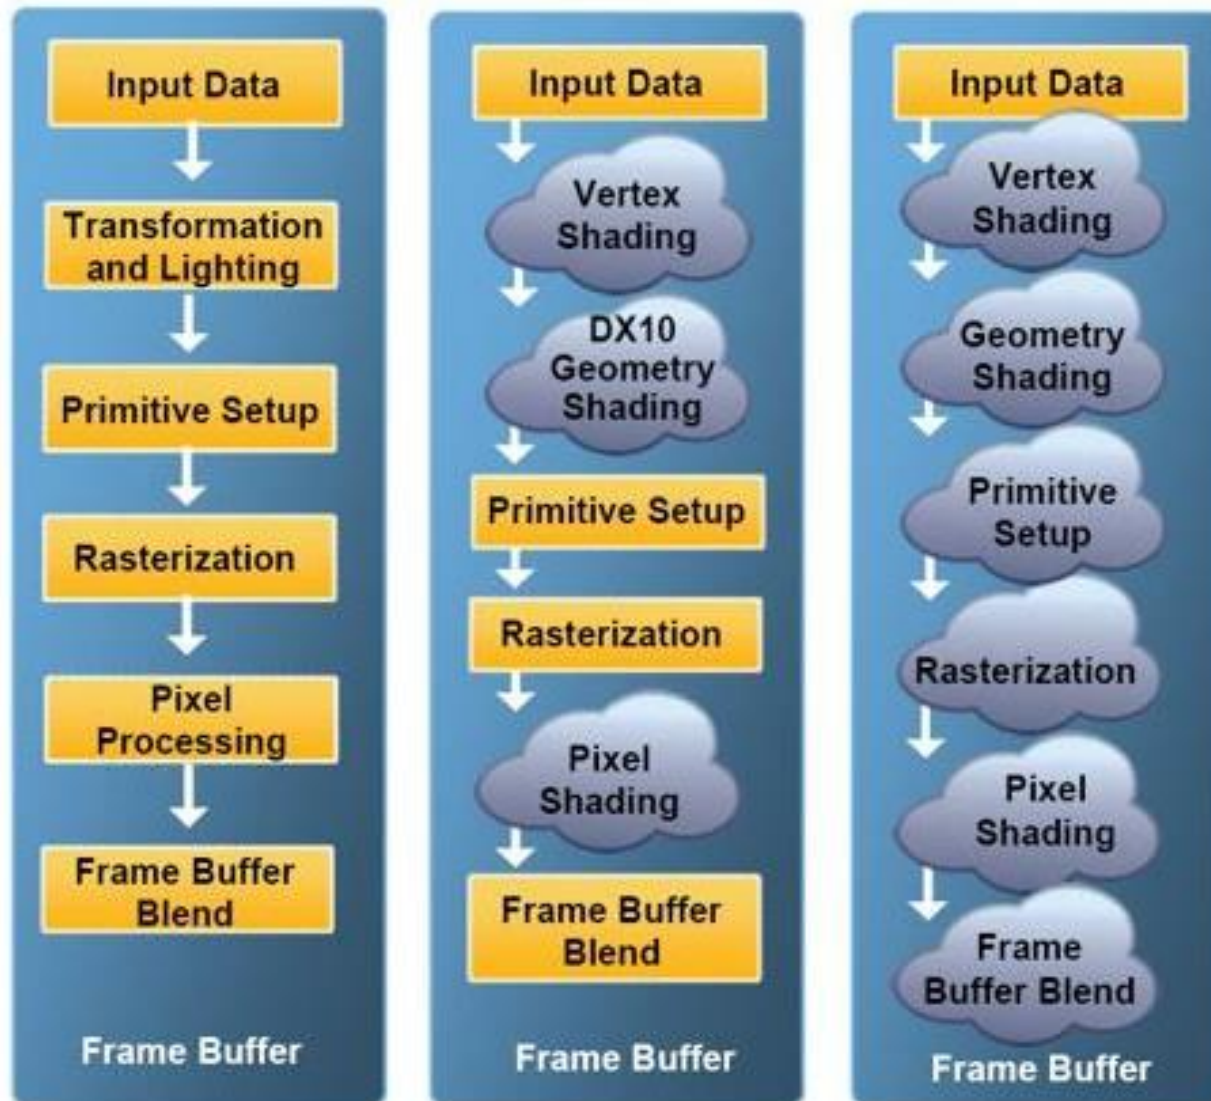 Input Data
Transformation
and Lighting
Primitive Setup
Rasterization
Pixel
Processing
Frame Buffer
Blend
Frame Buffer
Input Data
Vertex
Shading
DX10
Geometry
Shading
Primitive Setup
Rasterization
Pixel
Shading
Frame Buffer
Blend
Frame Buffer
Input Data
Vertex
Shading
Geometry
Shading
Primitive
Setup
Rasterization
Pixel
Shading
Frame
Buffer Blend
Frame Buffer